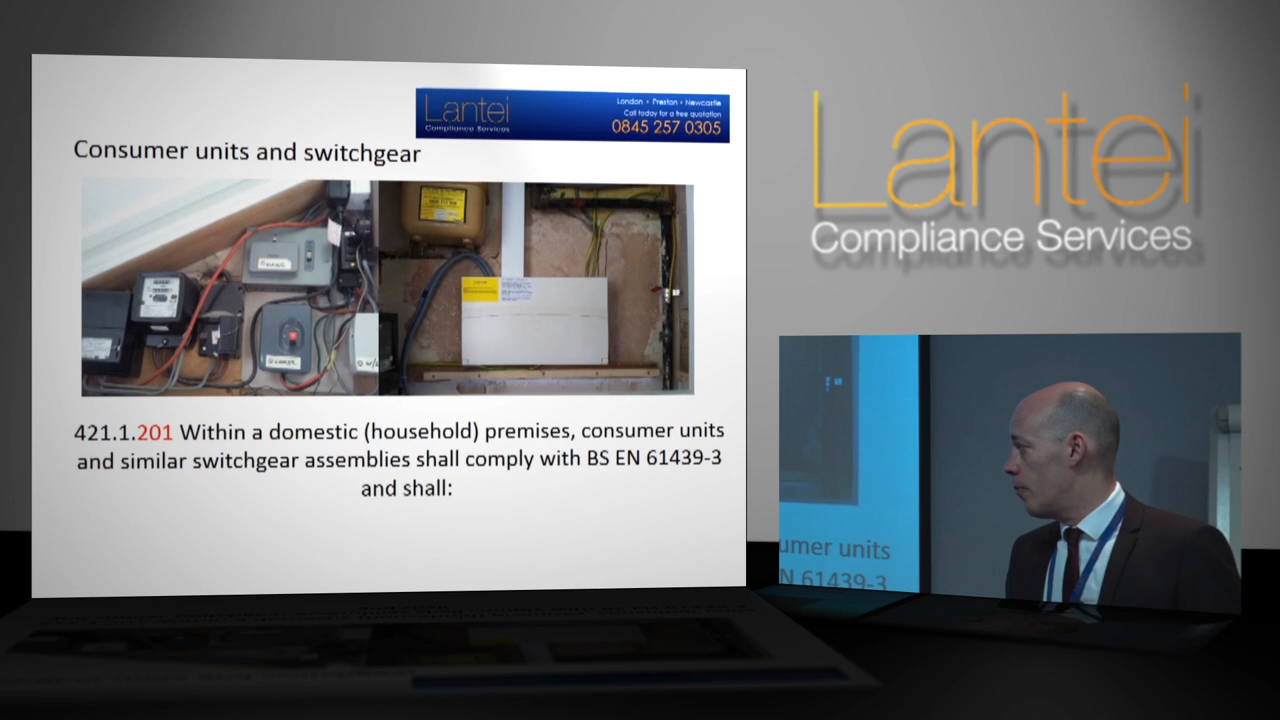 Lantei
Compliance Services
London • Preston • Newcastle
Call today for a free quotation
0845 257 0305
Consumer units and switchgear
421.1.201 Within a domestic (household) premises, consumer units
and similar switchgear assemblies shall comply with BS EN 61439-3
and shall:
Lantei
Compliance Services
umer units
N 61439-3